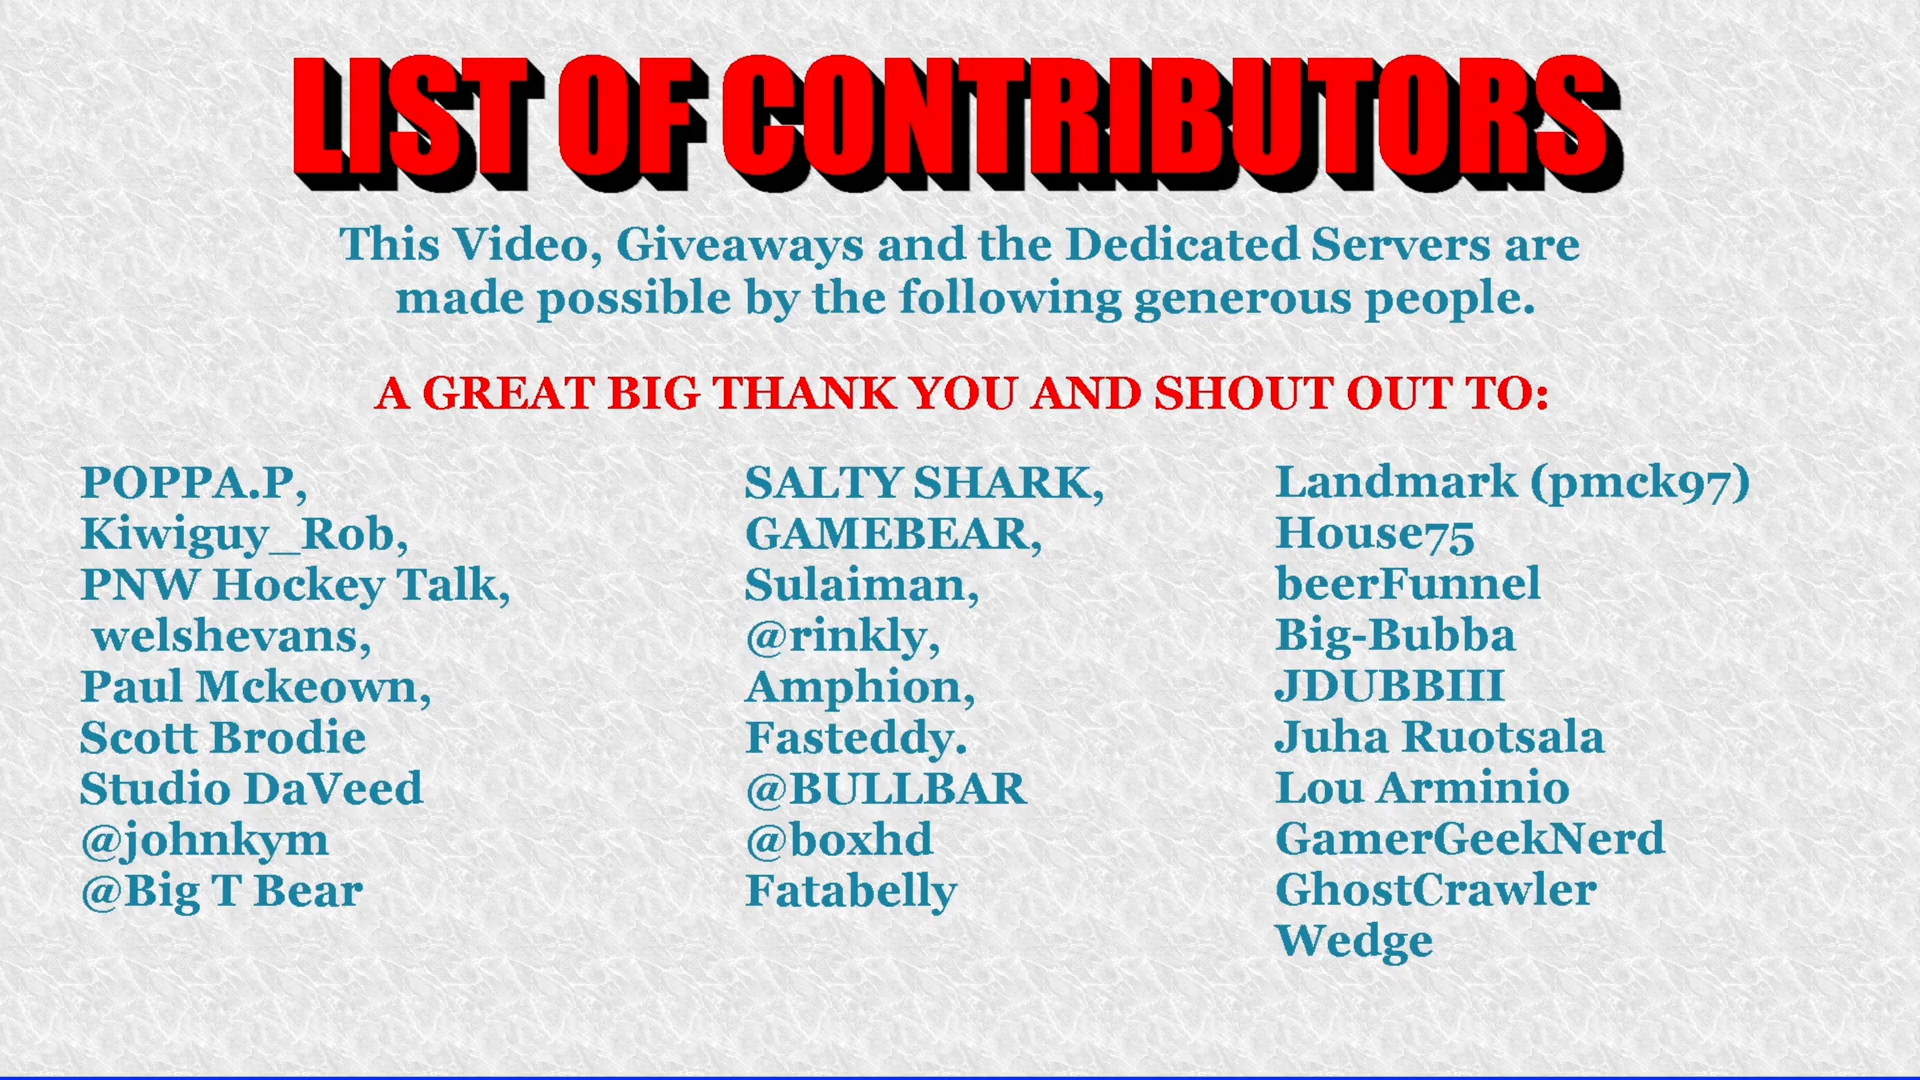 LIST OF CONTRIBUTORS
This Video, Giveaways and the Dedicated Servers are
made possible by the following generous people.
A GREAT BIG THANK YOU AND SHOUT OUT TO:
POPPA.P,
Kiwiguy_Rob,
PNW Hockey Talk,
welshevans,
Paul Mckeown,
Scott Brodie
Studio DaVeed
@johnkym
@Big T Bear
SALTY SHARK,
GAMEBEAR,
Sulaiman,
@rinkly,
Amphion,
Fasteddy.
@BULLBAR
@boxhd
Fatabelly
Landmark (pmck97)
House75
beerFunnel
Big-Bubba
JDUBBIII
Juha Ruotsala
Lou Arminio
GamerGeekNerd
GhostCrawler
Wedge